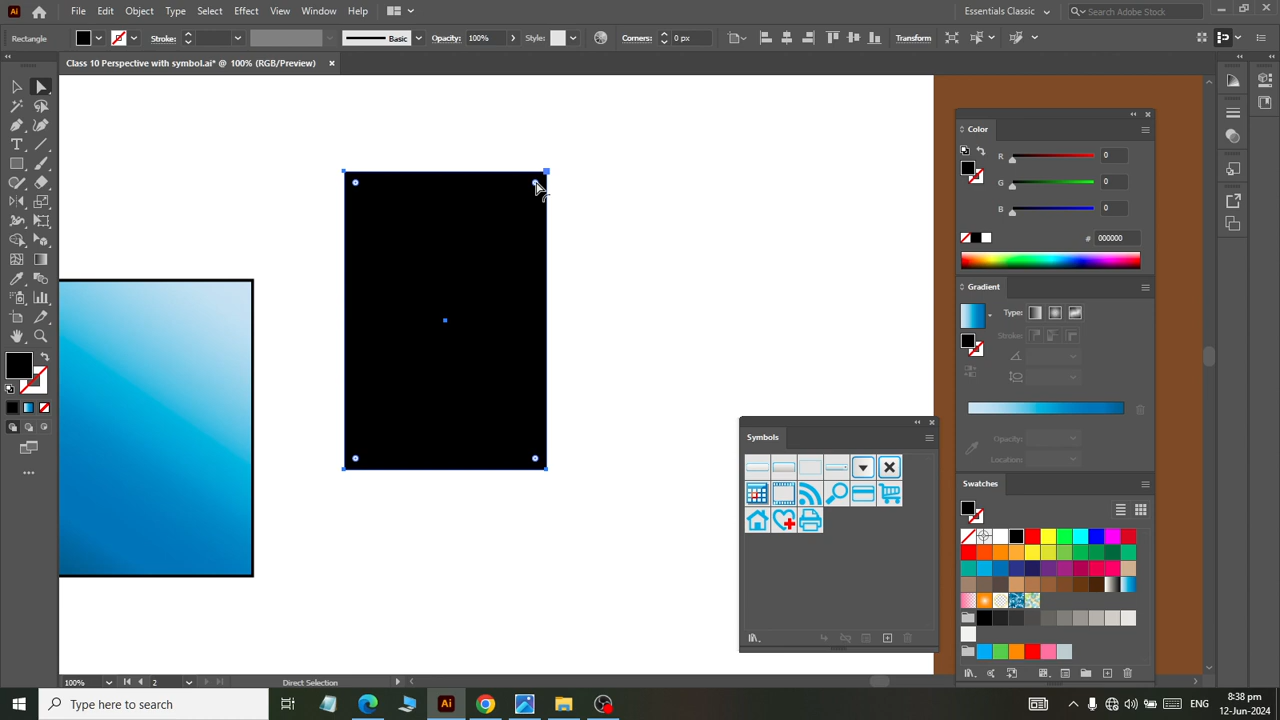 Ai
File Edit Object Type Select Effect View Window Help
Essentials Classic
Search Adobe Stock
Rectangle
Stroke:
Basic
Opacity: 100%
Style:
Corners: 0 px
Transform
Class 10 Perspective with symbol.ai* @ 100% (RGB/Preview)
Color
R 0
G 0
B 0
# 000000
Gradient
Type:
Stroke:
Opacity:
Location:
Symbols
Swatches
100%
2
Direct Selection
Type here to search
Ai
ENG
8:38 pm
12-Jun-2024